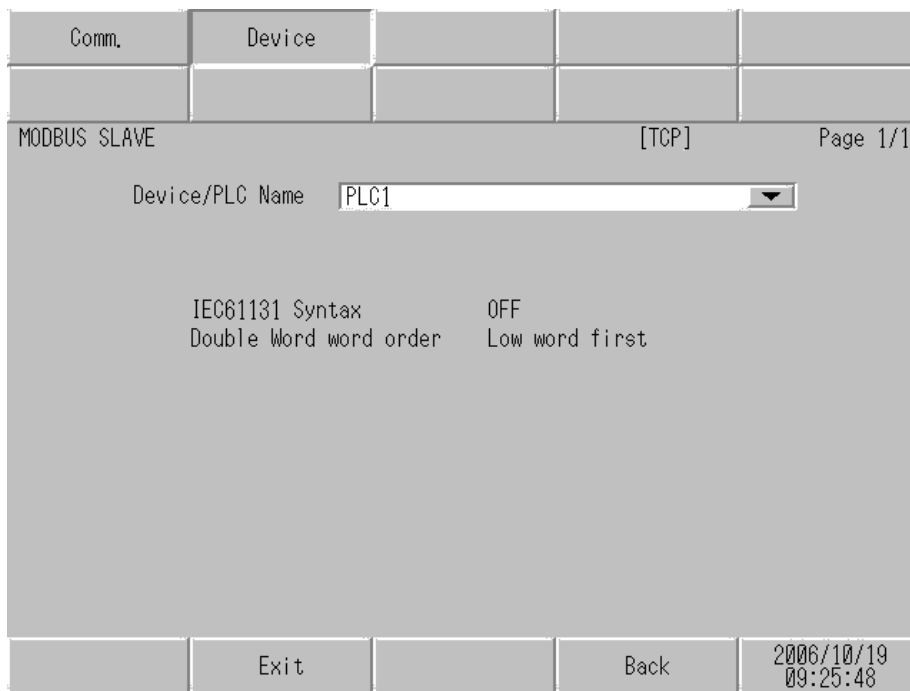 Comm. Device
MODBUS SLAVE [TCP] Page 1/1
Device/PLC Name PLC1
IEC61131 Syntax OFF
Double Word word order Low word first
Exit Back 2006/10/19
09:25:48